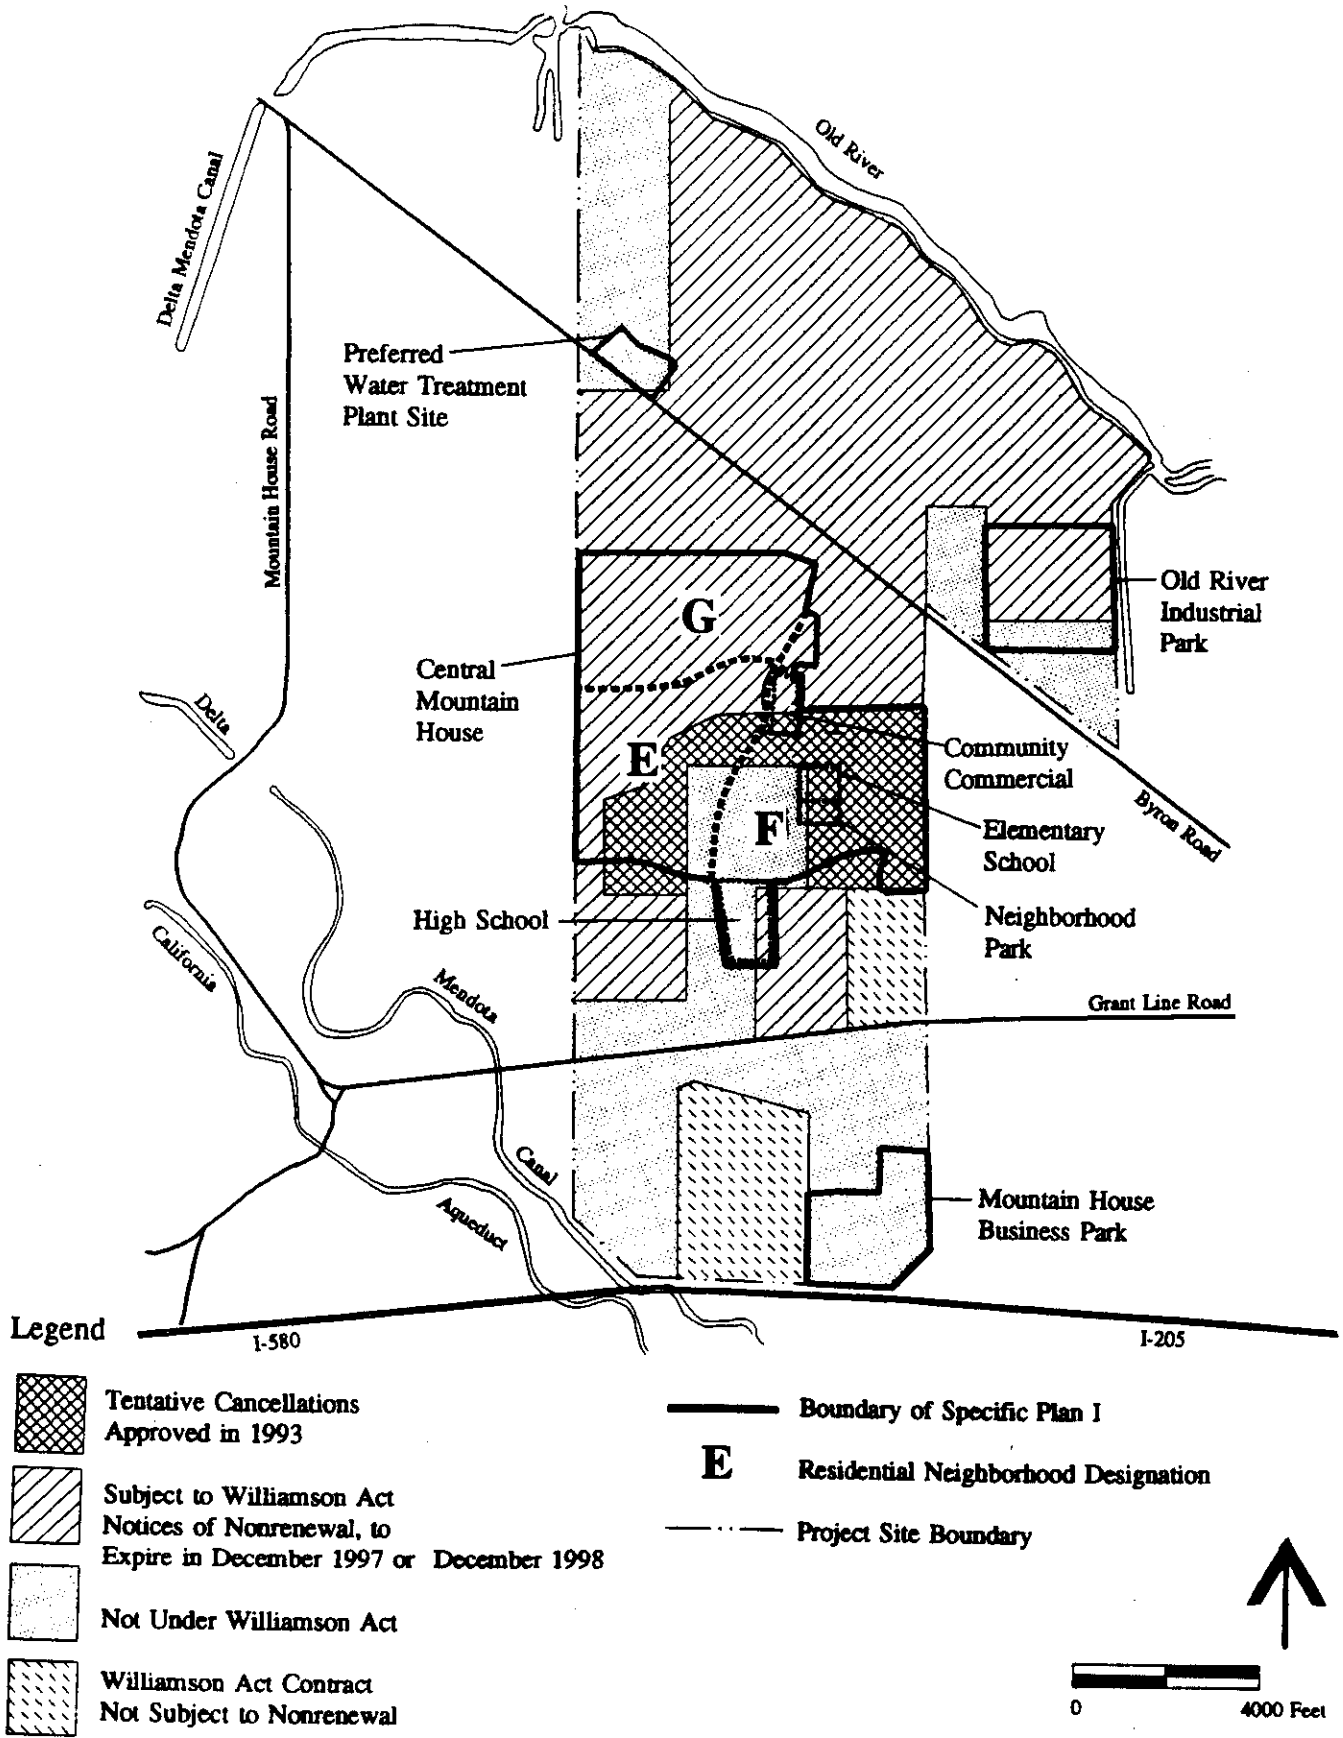 Old River
Delta Mendota Canal
Preferred
Water Treatment
Plant Site
Mountain House Road
G
Old River
Industrial
Park
Central
Mountain
House
Delta
E
Community
Commercial
Byron Road
F
Elementary
School
High School
Neighborhood
Park
California
Mendota
Grant Line Road
Canal
Aqueduct
Mountain House
Business Park
Legend
I-580
I-205
Tentative Cancellations
Approved in 1993
Subject to Williamson Act
Notices of Nonrenewal, to
Expire in December 1997 or December 1998
Not Under Williamson Act
Williamson Act Contract
Not Subject to Nonrenewal
Boundary of Specific Plan I
E
Residential Neighborhood Designation
Project Site Boundary
0
4000 Feet